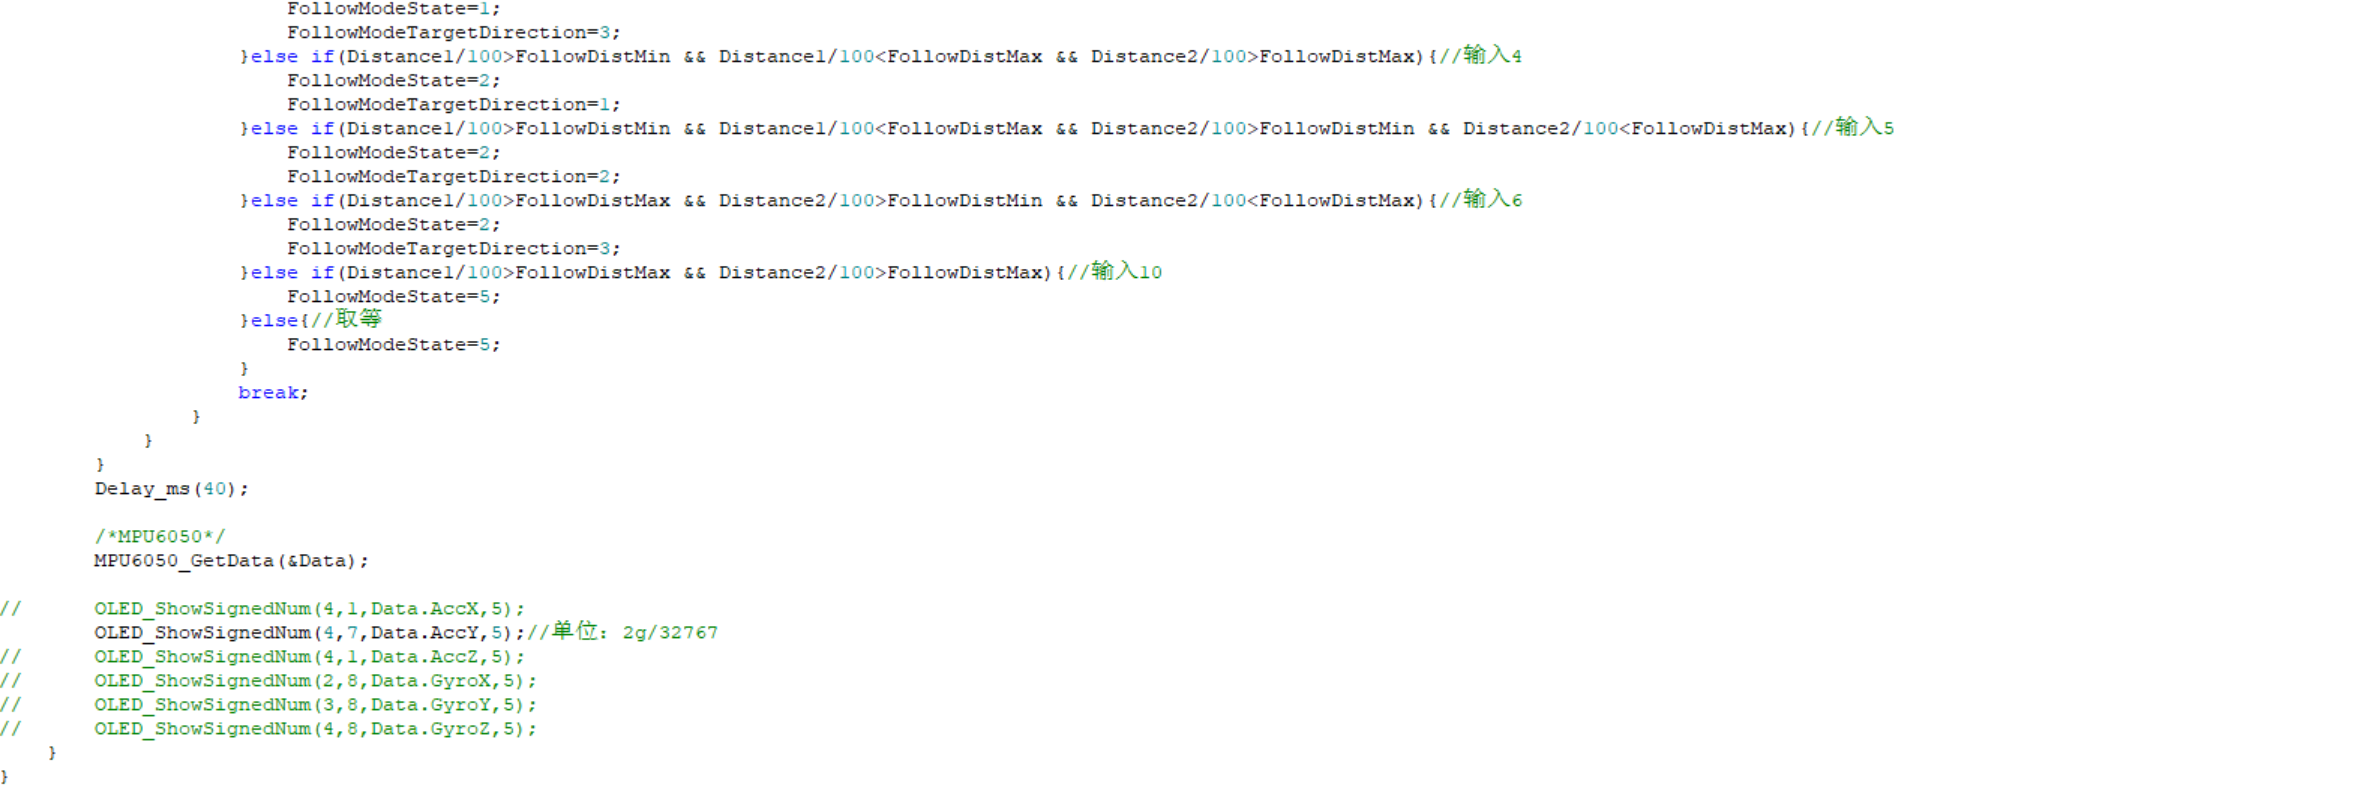 FollowModeState=1;
FollowModeTargetDirection=3;
}else if(Distance1/100>FollowDistMin && Distance1/100<FollowDistMax && Distance2/100>FollowDistMax){//输入4
FollowModeState=2;
FollowModeTargetDirection=1;
}else if(Distance1/100>FollowDistMin && Distance1/100<FollowDistMax && Distance2/100>FollowDistMin && Distance2/100<FollowDistMax){//输入5
FollowModeState=2;
FollowModeTargetDirection=2;
}else if(Distance1/100>FollowDistMax && Distance2/100>FollowDistMin && Distance2/100<FollowDistMax){//输入6
FollowModeState=2;
FollowModeTargetDirection=3;
}else if(Distance1/100>FollowDistMax && Distance2/100>FollowDistMax){//输入10
FollowModeState=5;
}else{//取等
FollowModeState=5;
}
break;
}
}
}
Delay_ms(40);
/*MPU6050*/
MPU6050_GetData(&Data);
// OLED_ShowSignedNum(4,1,Data.AccX,5);
OLED_ShowSignedNum(4,7,Data.AccY,5);//单位：2g/32767
// OLED_ShowSignedNum(4,1,Data.AccZ,5);
// OLED_ShowSignedNum(2,8,Data.GyroX,5);
// OLED_ShowSignedNum(3,8,Data.GyroY,5);
// OLED_ShowSignedNum(4,8,Data.GyroZ,5);
}
}